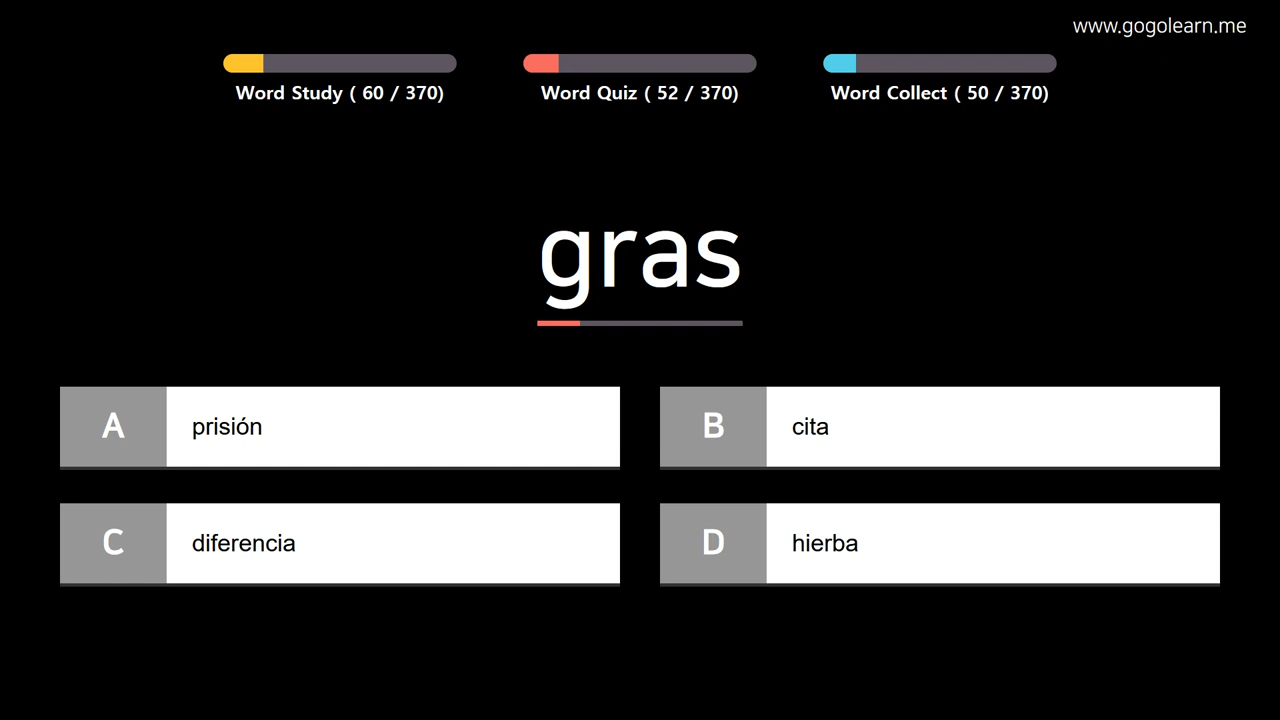 www.gogolearn.me
Word Study ( 60 / 370)
Word Quiz ( 52 / 370)
Word Collect ( 50 / 370)
gras
A prisión
B cita
C diferencia
D hierba